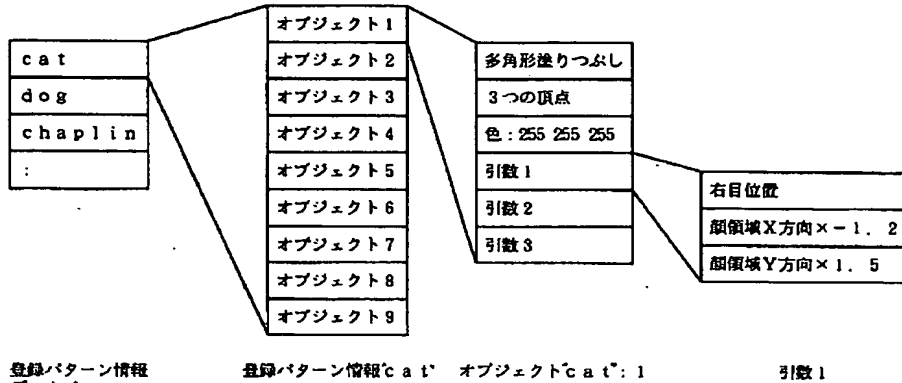 cat
dog
chaplin
:
オブジェクト1
オブジェクト2
オブジェクト3
オブジェクト4
オブジェクト5
オブジェクト6
オブジェクト7
オブジェクト8
オブジェクト9
多角形塗りつぶし
3つの頂点
色:255 255 255
引数1
引数2
引数3
右目位置
顔領域X方向×-1.2
顔領域Y方向×1.5
登録パターン情報
登録パターン情報"cat"
オブジェクト"cat":1
引数1